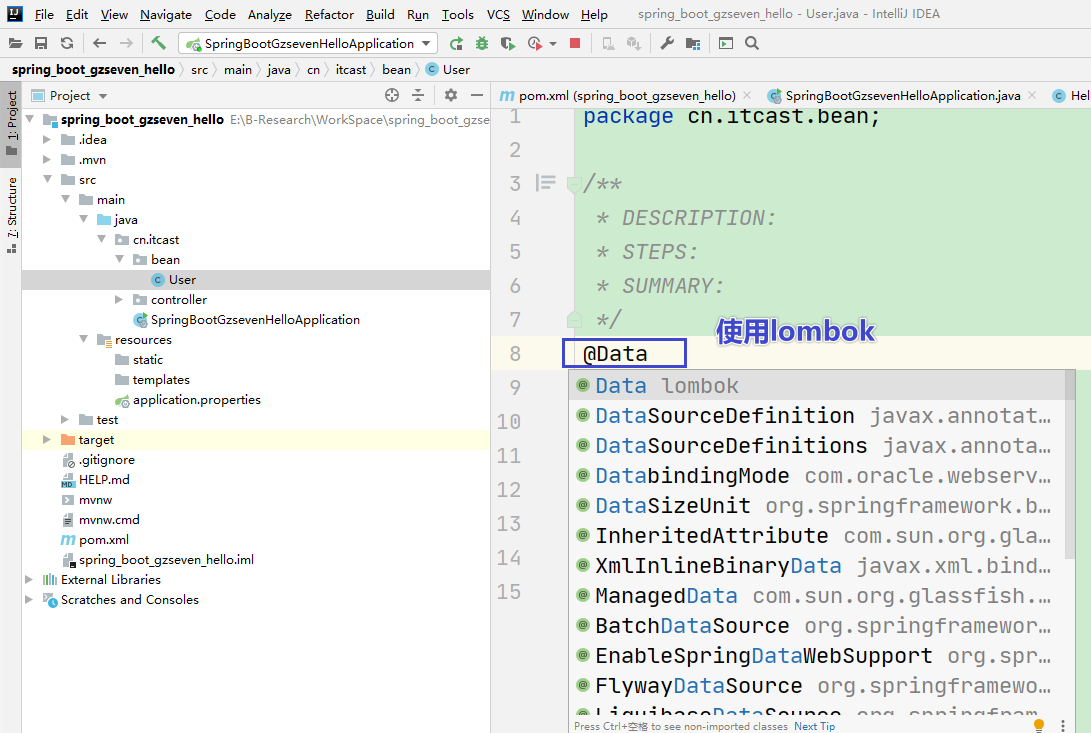 File Edit View Navigate Code Analyze Refactor Build Run Tools VCS Window Help spring_boot_gzseven_hello - User.java - IntelliJ IDEA
SpringBootGzsevenHelloApplication
spring_boot_gzseven_hello src main java cn itcast bean C User
Project
pom.xml (spring_boot_gzseven_hello) SpringBootGzsevenHelloApplication.java C Hel
1: Project
7: Structure
spring_boot_gzseven_hello E:\B-Research\WorkSpace\spring_boot_gzse
.idea
.mvn
src
main
java
cn.itcast
bean
User
controller
SpringBootGzsevenHelloApplication
resources
static
templates
application.properties
test
target
.gitignore
HELP.md
mvnw
mvnw.cmd
pom.xml
spring_boot_gzseven_hello.iml
External Libraries
Scratches and Consoles
1 package cn.itcast.bean;
2
3 /**
4 * DESCRIPTION:
5 * STEPS:
6 * SUMMARY:
7 */
使用lombok
8 @Data
9
10
11
12
13
14
15
Data lombok
DataSourceDefinition javax.annotat…
DataSourceDefinitions javax.annota…
DatabindingMode com.oracle.webserv…
DataSizeUnit org.springframework.b…
InheritedAttribute com.sun.org.gla…
XmlInlineBinaryData javax.xml.bind…
ManagedData com.sun.org.glassfish.…
BatchDataSource org.springframewor…
EnableSpringDataWebSupport org.spr…
FlywayDataSource org.springframewo…
LiquibaseDataSource org.springfram…
Press Ctrl+空格 to see non-imported classes Next Tip